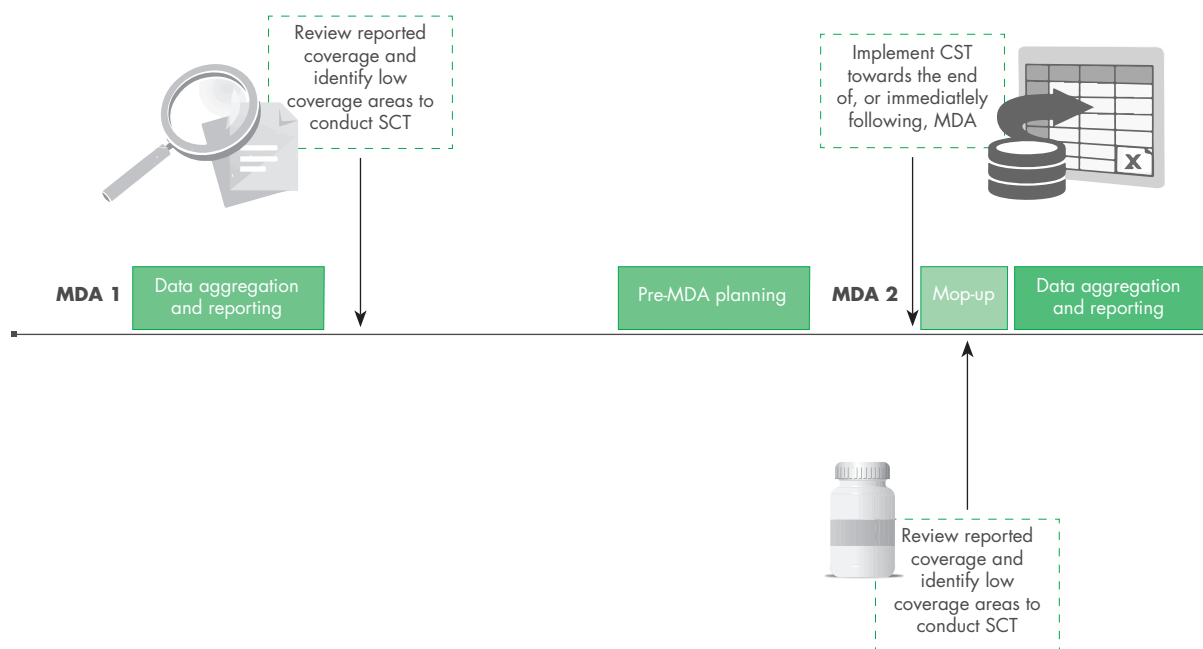 Review reported
coverage and
identify low
coverage areas to
conduct SCT
Implement CST
towards the end
of, or immediatlely
following, MDA
X
MDA 1
Data aggregation
and reporting
Pre-MDA planning
MDA 2
Mop-up
Data aggregation
and reporting
Review reported
coverage and
identify low
coverage areas to
conduct SCT